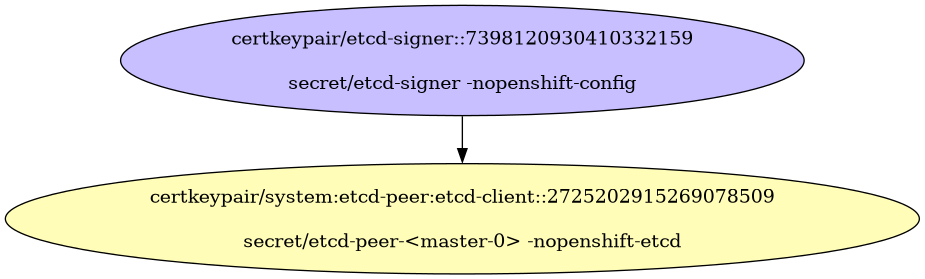 certkeypair/etcd-signer::7398120930410332159
secret/etcd-signer -nopenshift-config
certkeypair/system:etcd-peer:etcd-client::2725202915269078509
secret/etcd-peer-<master-0> -nopenshift-etcd